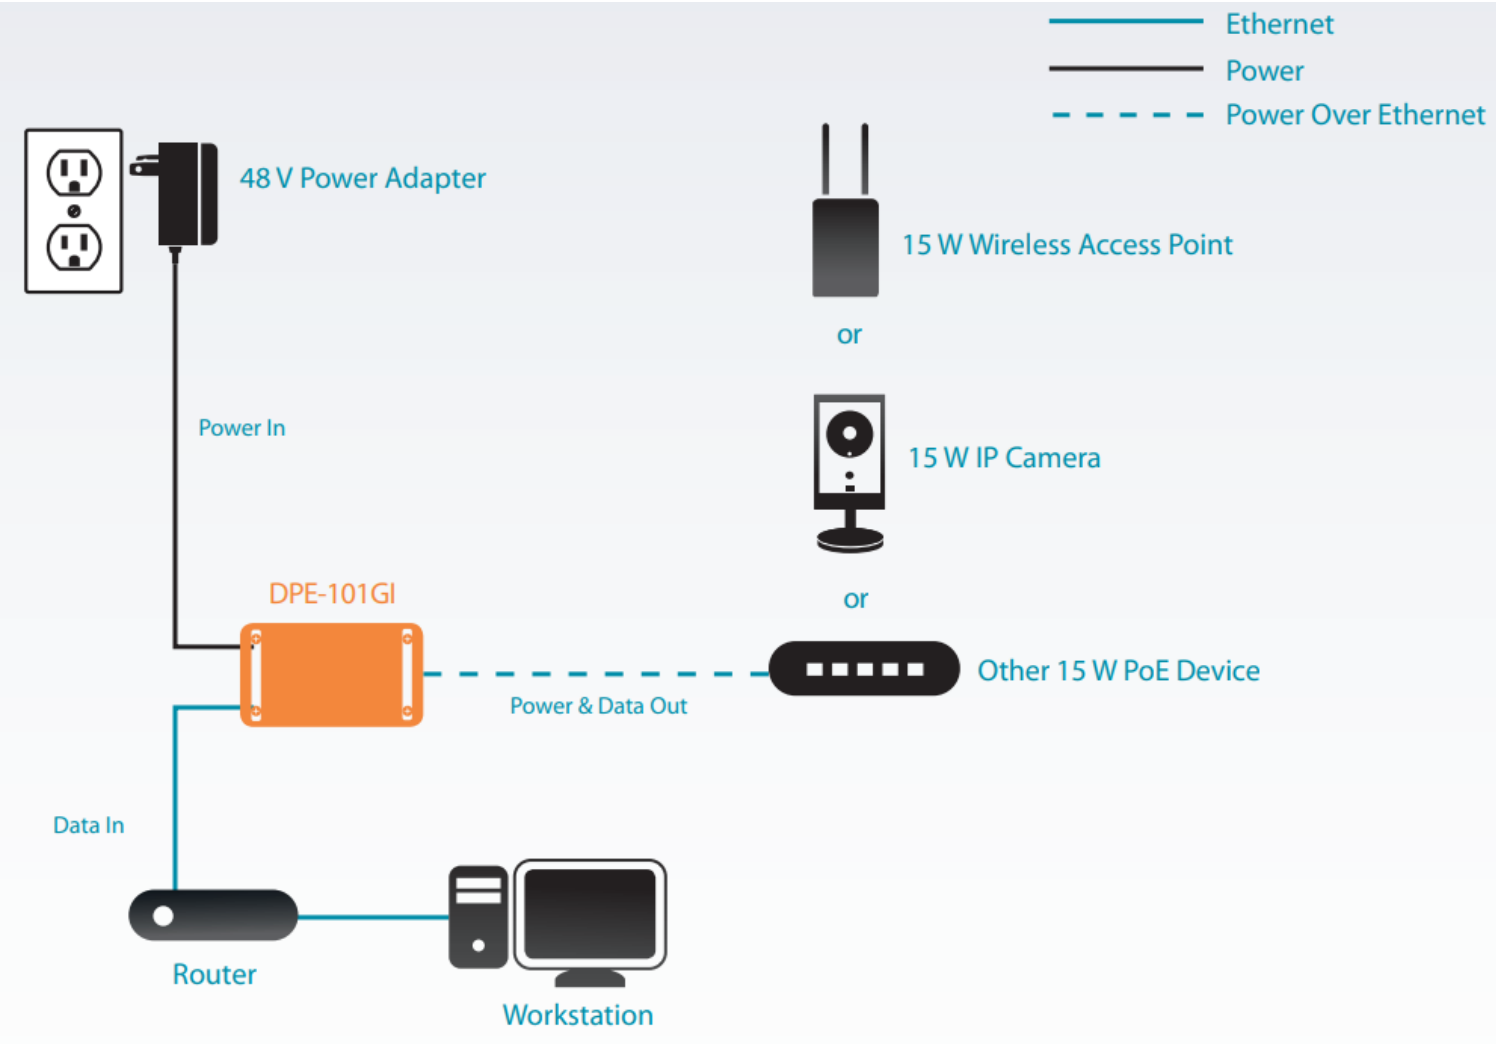 Ethernet
Power
Power Over Ethernet
48 V Power Adapter
15 W Wireless Access Point
or
Power In
15 W IP Camera
DPE-101GI
or
Other 15 W PoE Device
Power & Data Out
Data In
Router
Workstation